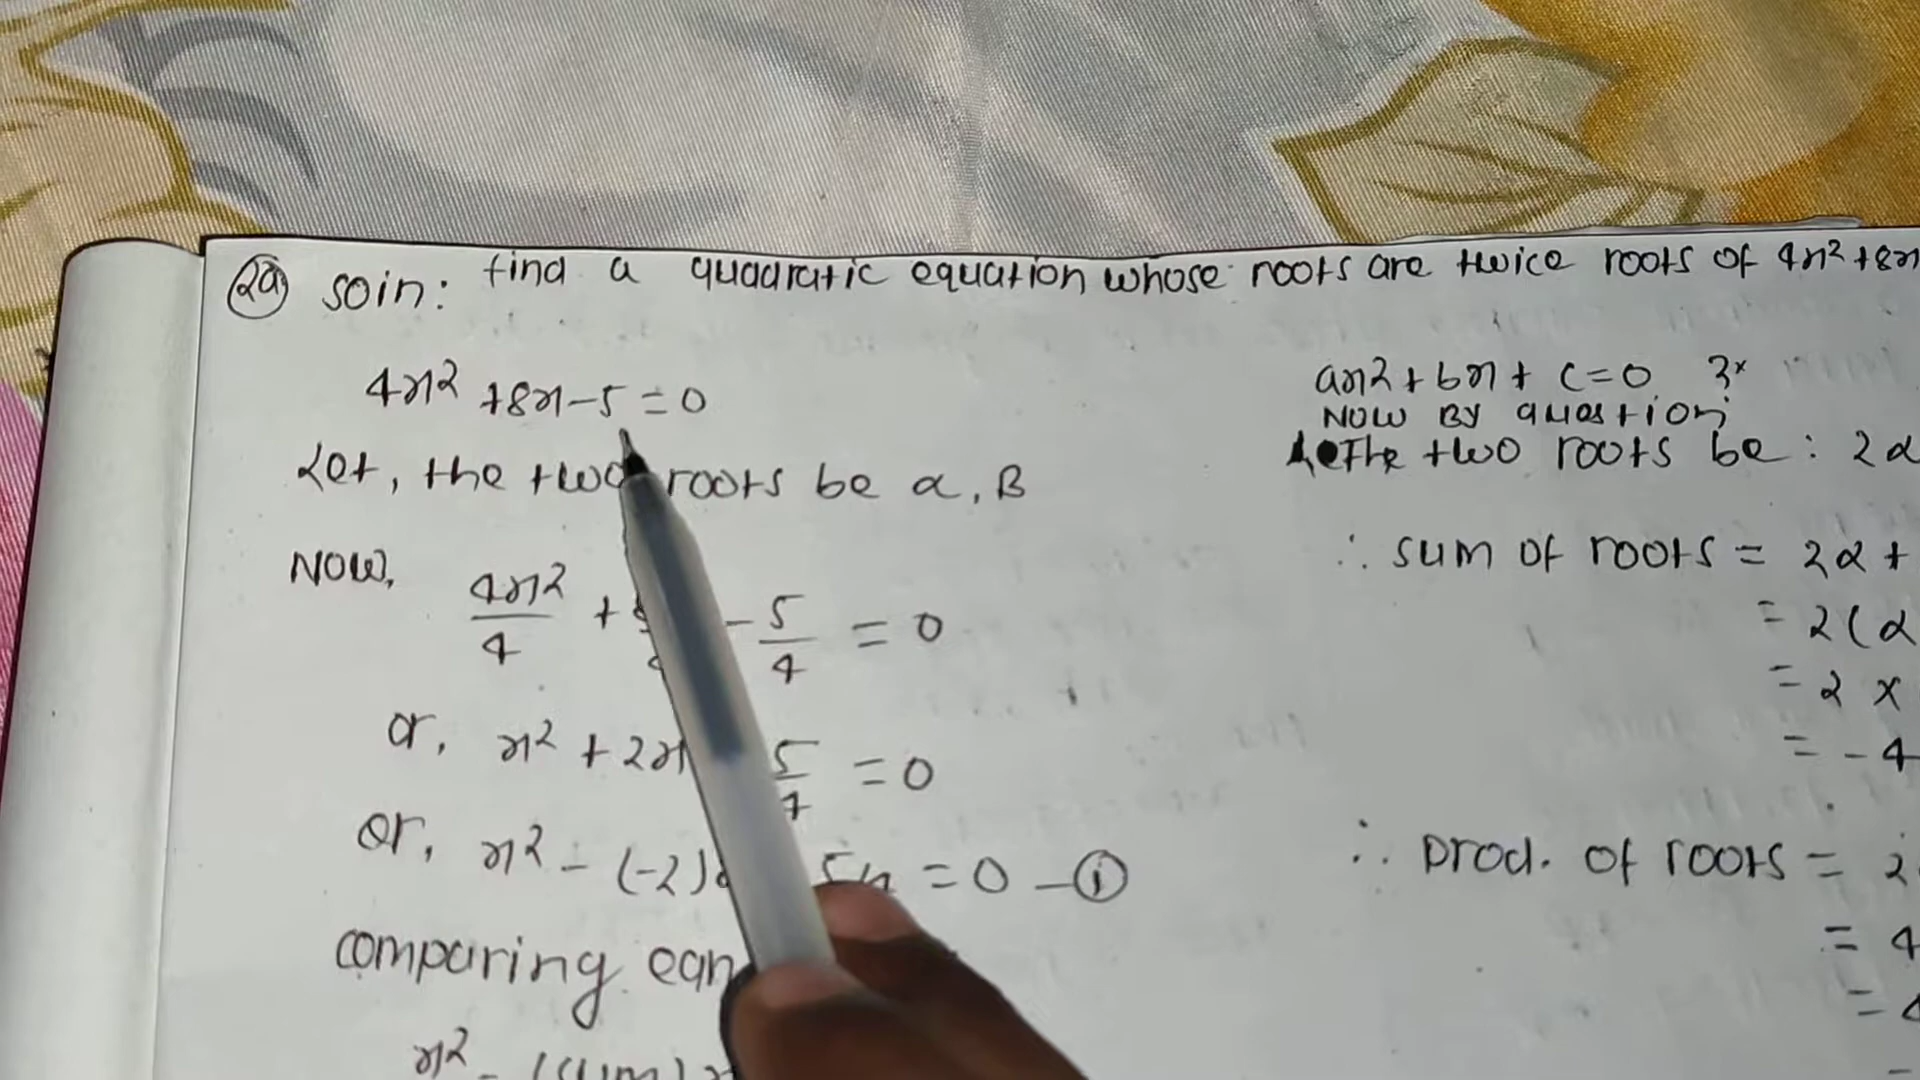 2a) soln: find a quadratic equation whose roots are twice roots of 4x² + 8x
4x² + 8x - 5 = 0
Let, the two roots be α, B
Now, 4x²/4 + - 5/4 = 0
or, x² + 2x 5/4 = 0
or, x² - (-2) = 0 - (i)
comparing eqn
x² - (sum)
ax² + bx + c = 0
Now By question,
The two roots be : 2α
∴ sum of roots = 2α +
= 2(α
= 2 x
= -4
∴ prod. of roots = 2
= 4
=